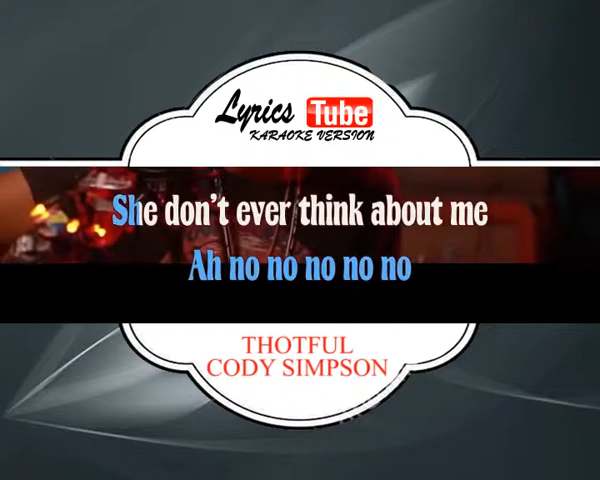 Lyrics Tube
KARAOKE VERSION
She don't ever think about me
Ah no no no no no
THOTFUL
CODY SIMPSON